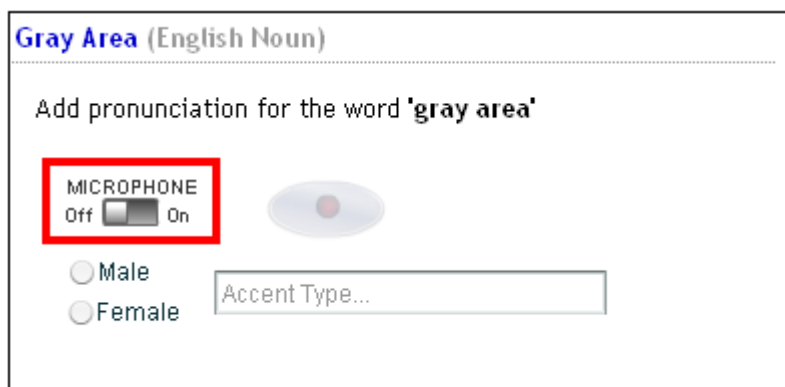 Gray Area (English Noun)
Add pronunciation for the word 'gray area'
MICROPHONE
Off On
Male
Female
Accent Type...